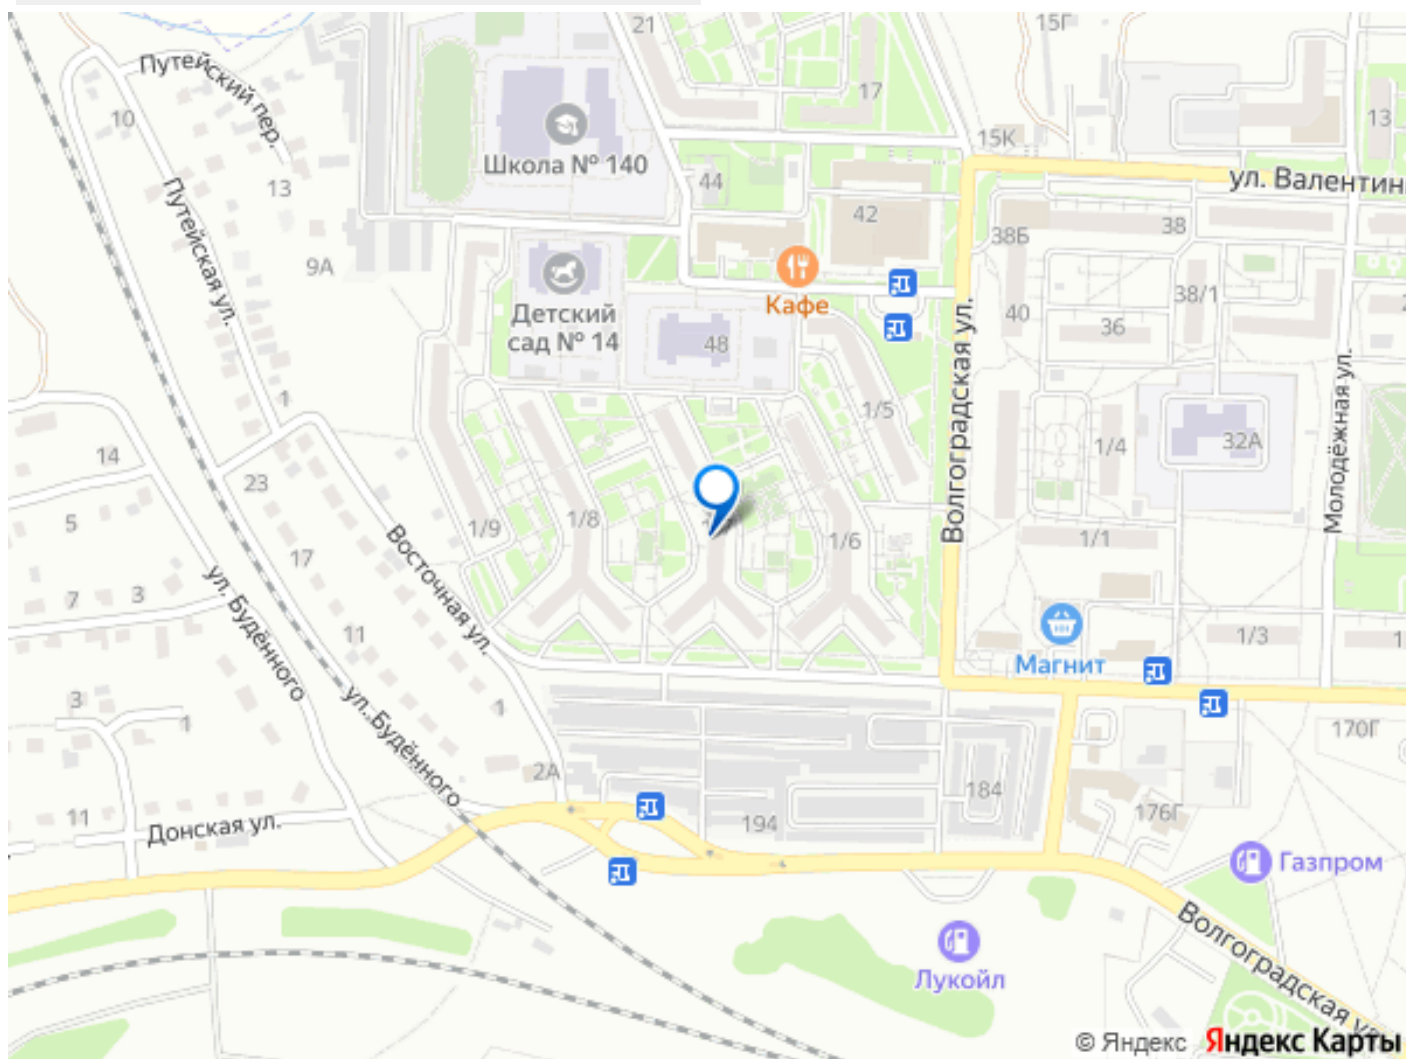 21
15Г
Путейский пер.
10
17
13
15К
Школа № 140
44
ул. Валентин
13
Путейская ул.
42
38
38Б
9А
Кафе
38/1
40
36
Детский
сад № 14
48
Волгоградская ул.
Молодёжная ул.
1
1/5
14
1/4
32А
23
5
1/9
1/8
1/6
1/1
Восточная ул.
17
ул. Будённого
7
3
11
1/3
Магнит
3
1
1
ул. Будённого
170Г
2А
184
11
Донская ул.
194
176Г
Газпром
Волгоградская ул.
Лукойл
© Яндекс Яндекс Карты